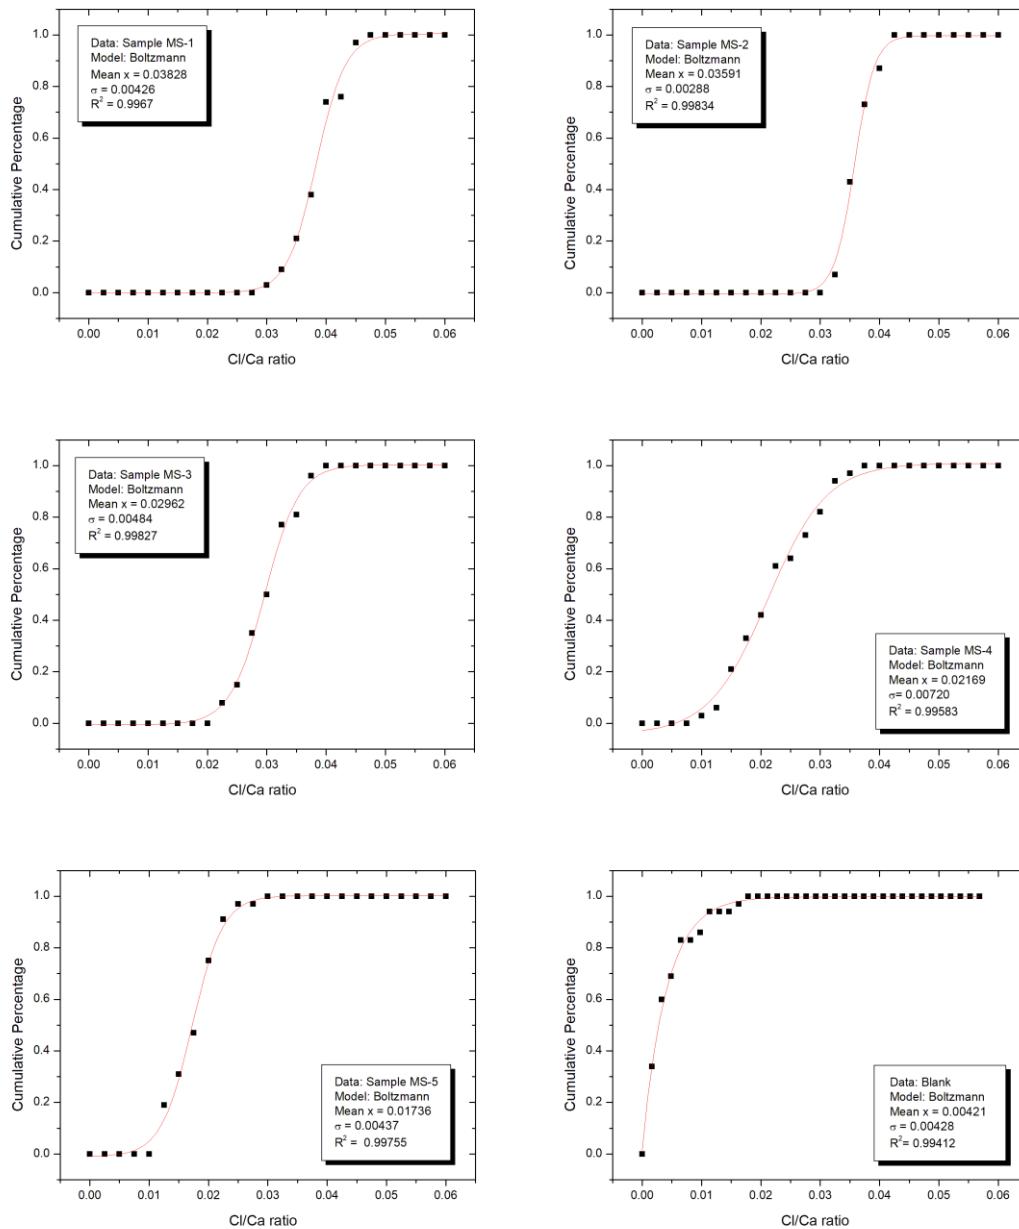 1.0
0.8
0.6
0.4
0.2
0.0
Cumulative Percentage
Data: Sample MS-1
Model: Boltzmann
Mean x = 0.03828
σ = 0.00426
R² = 0.9967
0.00 0.01 0.02 0.03 0.04 0.05 0.06
Cl/Ca ratio
1.0
0.8
0.6
0.4
0.2
0.0
Cumulative Percentage
Data: Sample MS-2
Model: Boltzmann
Mean x = 0.03591
σ = 0.00288
R² = 0.99834
0.00 0.01 0.02 0.03 0.04 0.05 0.06
Cl/Ca ratio
1.0
0.8
0.6
0.4
0.2
0.0
Cumulative Percentage
Data: Sample MS-3
Model: Boltzmann
Mean x = 0.02962
σ = 0.00484
R² = 0.99827
0.00 0.01 0.02 0.03 0.04 0.05 0.06
Cl/Ca ratio
1.0
0.8
0.6
0.4
0.2
0.0
Cumulative Percentage
Data: Sample MS-4
Model: Boltzmann
Mean x = 0.02169
σ= 0.00720
R² = 0.99583
0.00 0.01 0.02 0.03 0.04 0.05 0.06
Cl/Ca ratio
1.0
0.8
0.6
0.4
0.2
0.0
Cumulative Percentage
Data: Sample MS-5
Model: Boltzmann
Mean x = 0.01736
σ = 0.00437
R² = 0.99755
0.00 0.01 0.02 0.03 0.04 0.05 0.06
Cl/Ca ratio
1.0
0.8
0.6
0.4
0.2
0.0
Cumulative Percentage
Data: Blank
Model: Boltzmann
Mean x = 0.00421
σ = 0.00428
R²= 0.99412
0.00 0.01 0.02 0.03 0.04 0.05 0.06
Cl/Ca ratio